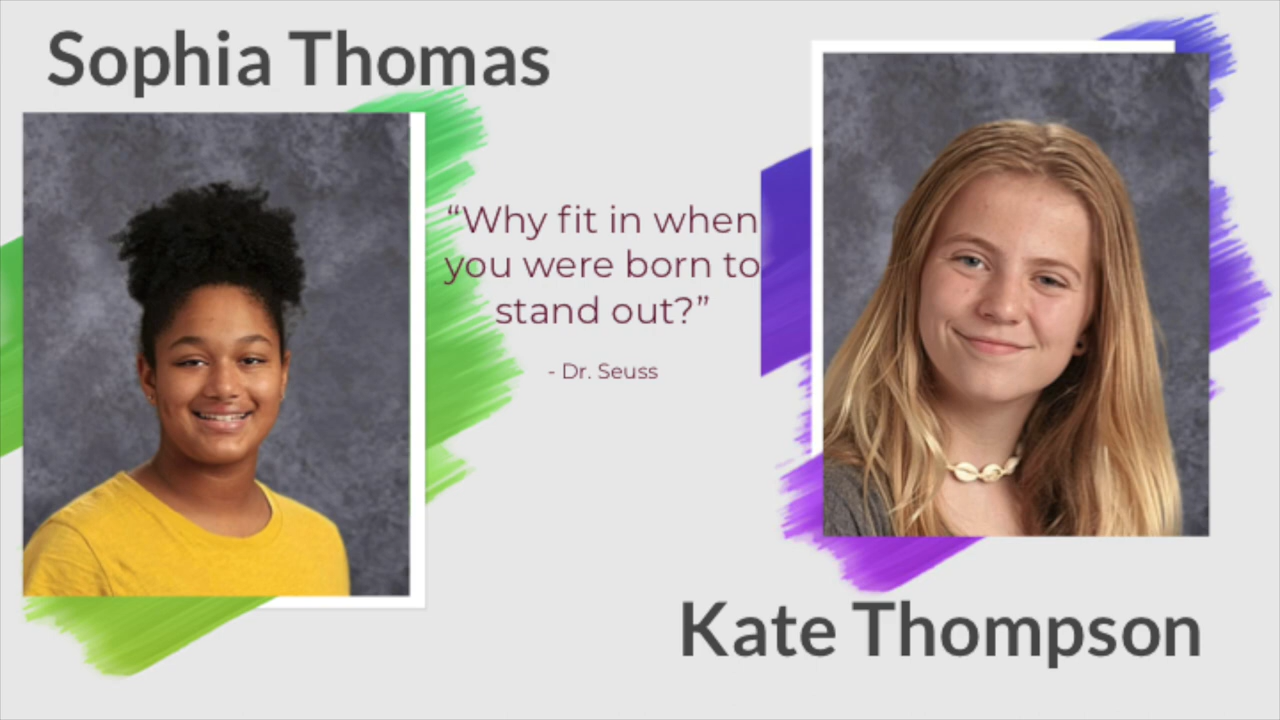 Sophia Thomas
“Why fit in when
you were born to
stand out?”
- Dr. Seuss
Kate Thompson